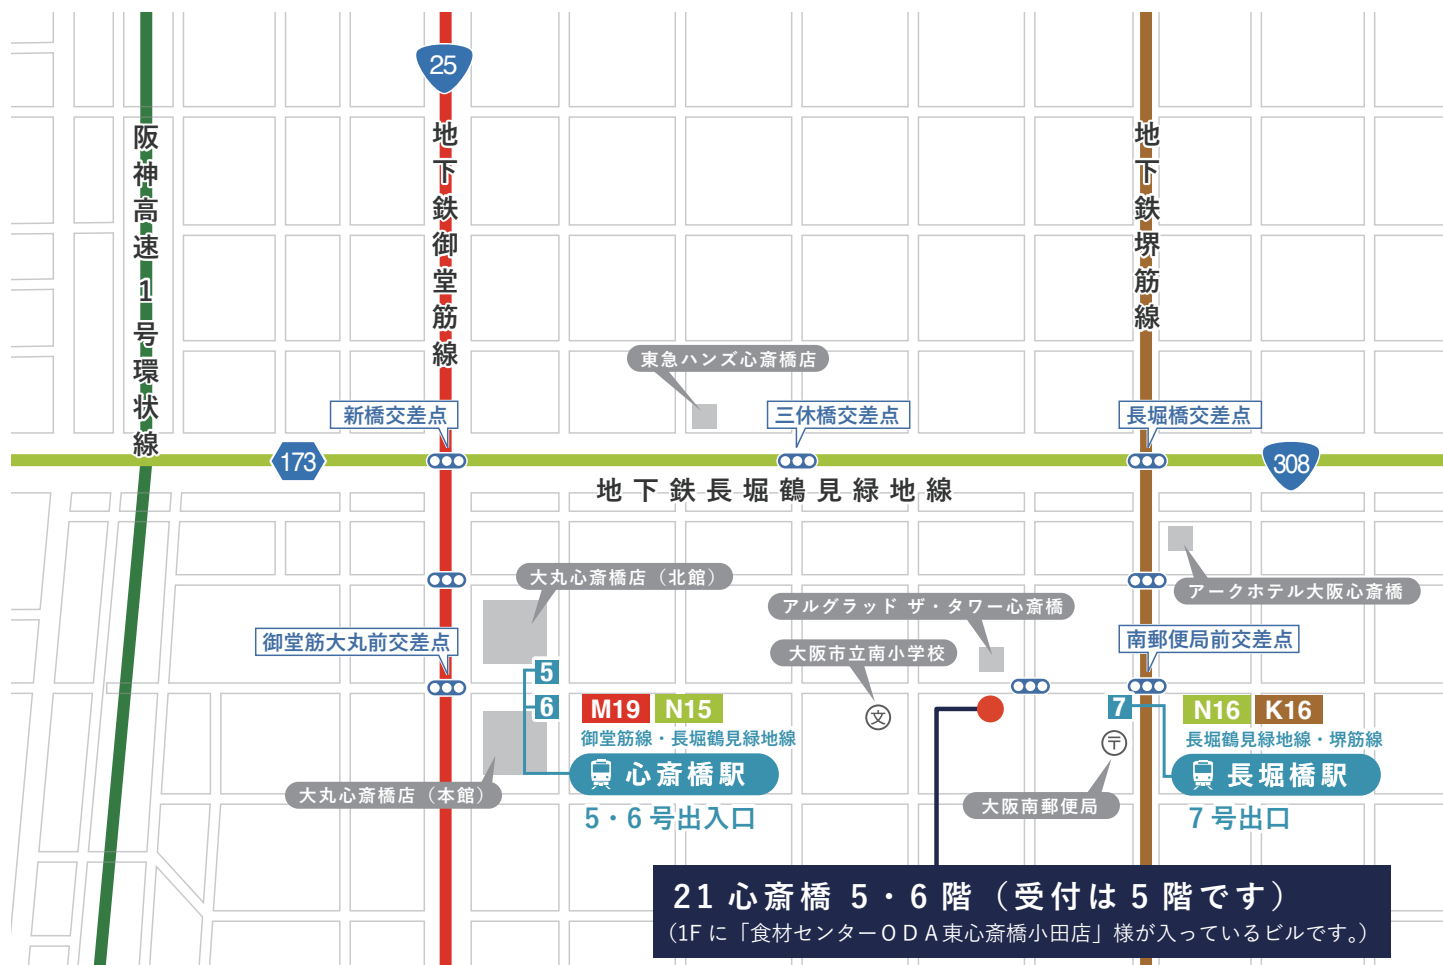 25
阪神高速1号環状線
地下鉄御堂筋線
地下鉄堺筋線
東急ハンズ心斎橋店
新橋交差点
三休橋交差点
長堀橋交差点
173
308
地下鉄長堀鶴見緑地線
大丸心斎橋店（北館）
アークホテル大阪心斎橋
アルグラッド ザ・タワー心斎橋
御堂筋大丸前交差点
大阪市立南小学校
南郵便局前交差点
5
6
M19 N15
文
7
N16 K16
御堂筋線・長堀鶴見緑地線
〒
長堀鶴見緑地線・堺筋線
心斎橋駅
長堀橋駅
大丸心斎橋店（本館）
大阪南郵便局
5・6号出入口
7号出口
21心斎橋 5・6階（受付は5階です）
（1Fに「食材センターＯＤＡ東心斎橋小田店」様が入っているビルです。）